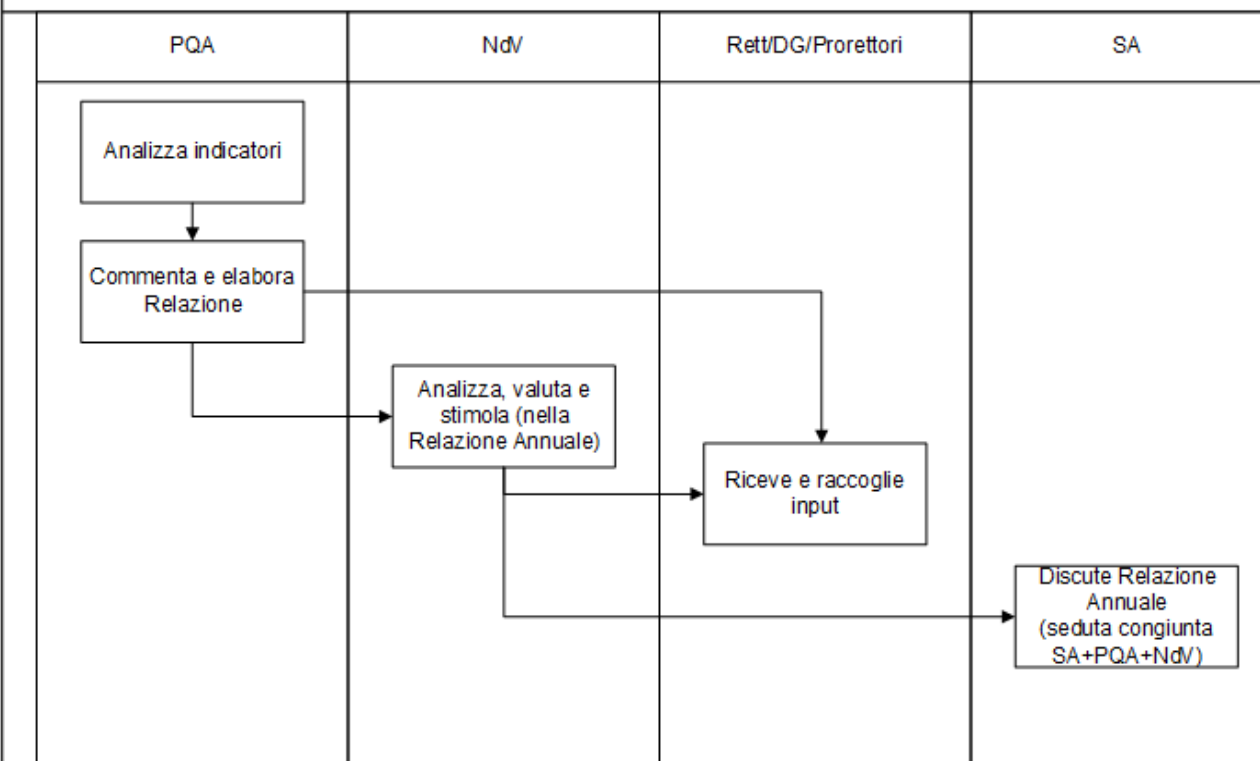 PQA
NdV
Rett/DG/Prorettori
SA
Analizza indicatori
Commenta e elabora
Relazione
Analizza, valuta e
stimola (nella
Relazione Annuale)
Riceve e raccoglie
input
Discute Relazione
Annuale
(seduta congiunta
SA+PQA+NdV)